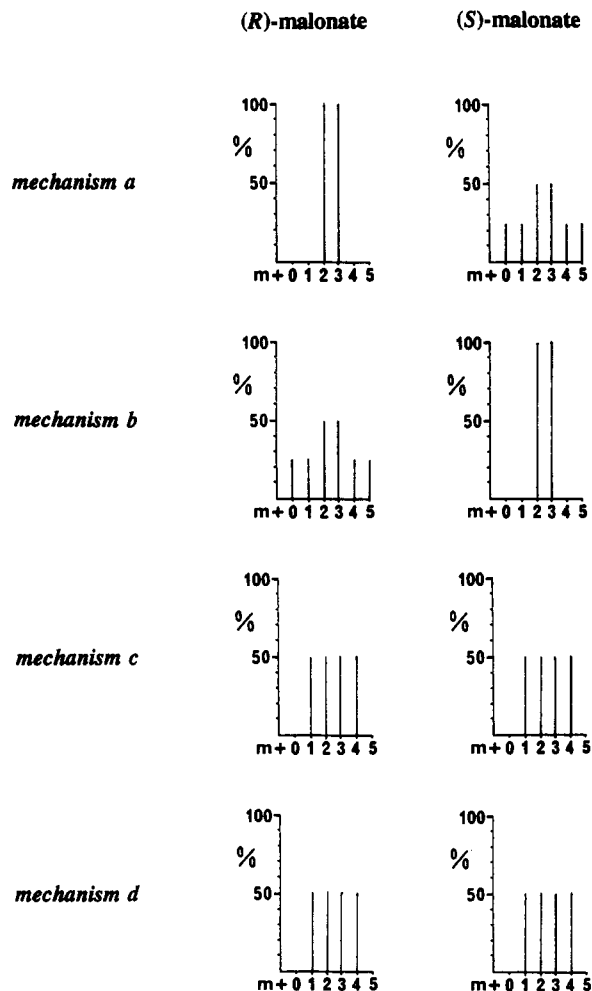 (R)-malonate (S)-malonate
100 100
% %
mechanism a
50 50
m+ 0 1 2 3 4 5 m+ 0 1 2 3 4 5
100 100
% %
mechanism b
50 50
m+ 0 1 2 3 4 5 m+ 0 1 2 3 4 5
100 100
% %
mechanism c
50 50
m+ 0 1 2 3 4 5 m+ 0 1 2 3 4 5
100 100
% %
mechanism d
50 50
m+ 0 1 2 3 4 5 m+ 0 1 2 3 4 5